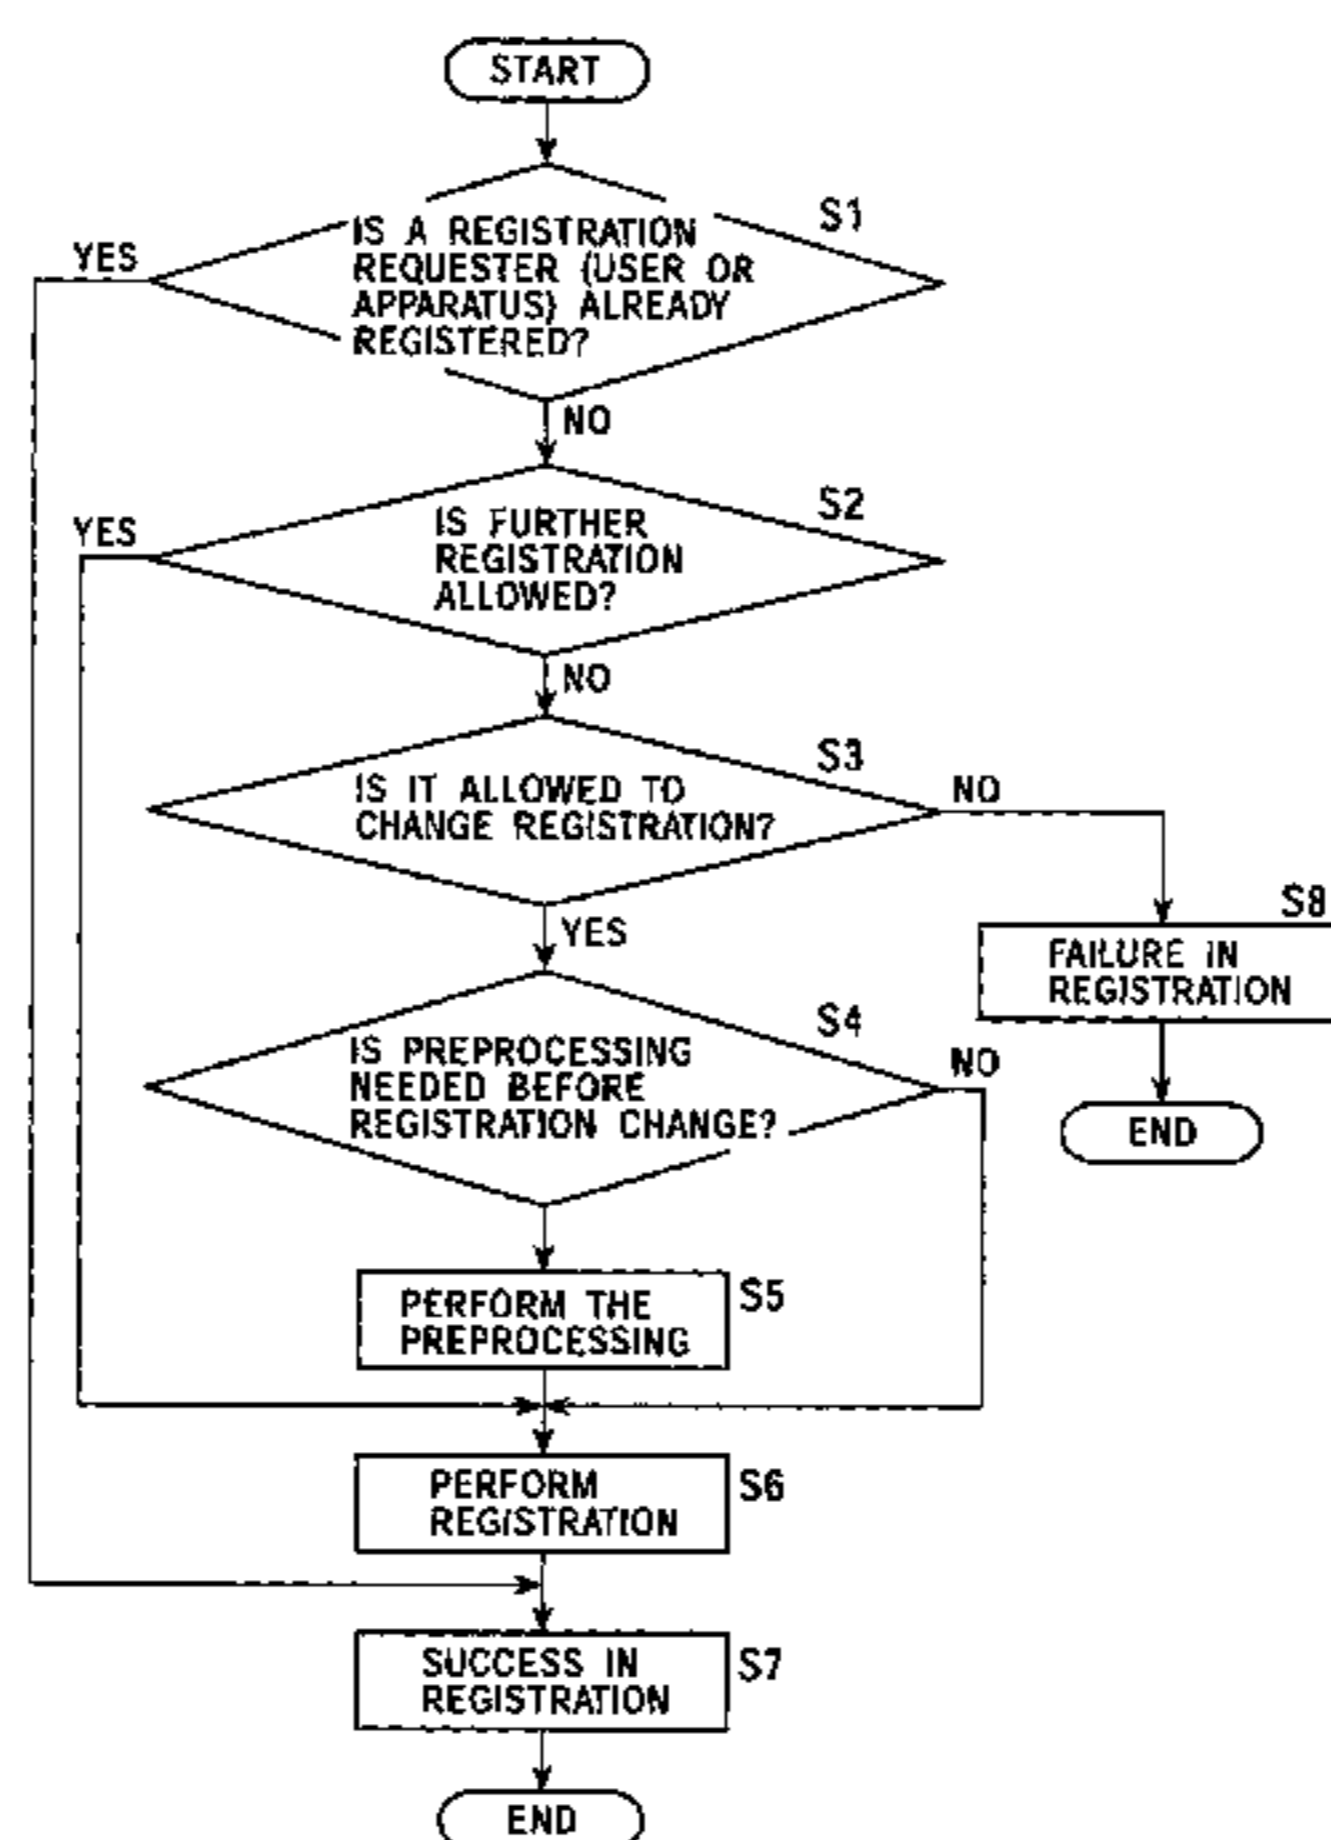 START
S1
IS A REGISTRATION
REQUESTER (USER OR
APPARATUS) ALREADY
REGISTERED?
YES
NO
S2
IS FURTHER
REGISTRATION
ALLOWED?
YES
NO
S3
IS IT ALLOWED TO
CHANGE REGISTRATION?
NO
YES
S8
FAILURE IN
REGISTRATION
END
S4
IS PREPROCESSING
NEEDED BEFORE
REGISTRATION CHANGE?
NO
S5
PERFORM THE
PREPROCESSING
S6
PERFORM
REGISTRATION
S7
SUCCESS IN
REGISTRATION
END